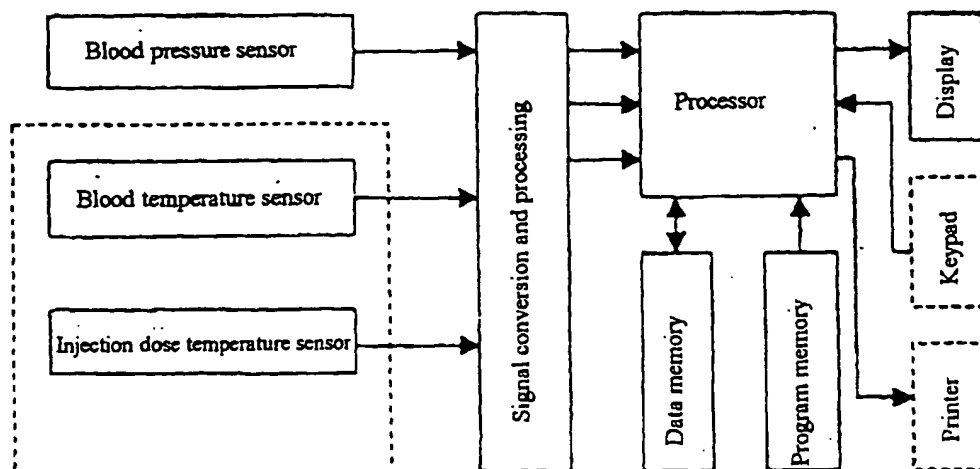 Blood pressure sensor
Blood temperature sensor
Injection dose temperature sensor
Signal conversion and processing
Processor
Data memory
Program memory
Display
Keypad
Printer